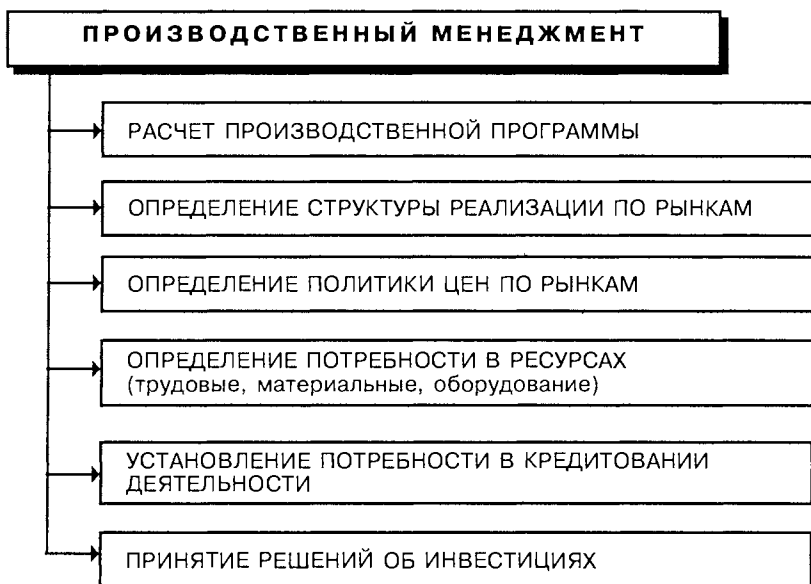 ПРОИЗВОДСТВЕННЫЙ МЕНЕДЖМЕНТ
РАСЧЕТ ПРОИЗВОДСТВЕННОЙ ПРОГРАММЫ
ОПРЕДЕЛЕНИЕ СТРУКТУРЫ РЕАЛИЗАЦИИ ПО РЫНКАМ
ОПРЕДЕЛЕНИЕ ПОЛИТИКИ ЦЕН ПО РЫНКАМ
ОПРЕДЕЛЕНИЕ ПОТРЕБНОСТИ В РЕСУРСАХ
(трудовые, материальные, оборудование)
УСТАНОВЛЕНИЕ ПОТРЕБНОСТИ В КРЕДИТОВАНИИ
ДЕЯТЕЛЬНОСТИ
ПРИНЯТИЕ РЕШЕНИЙ ОБ ИНВЕСТИЦИЯХ